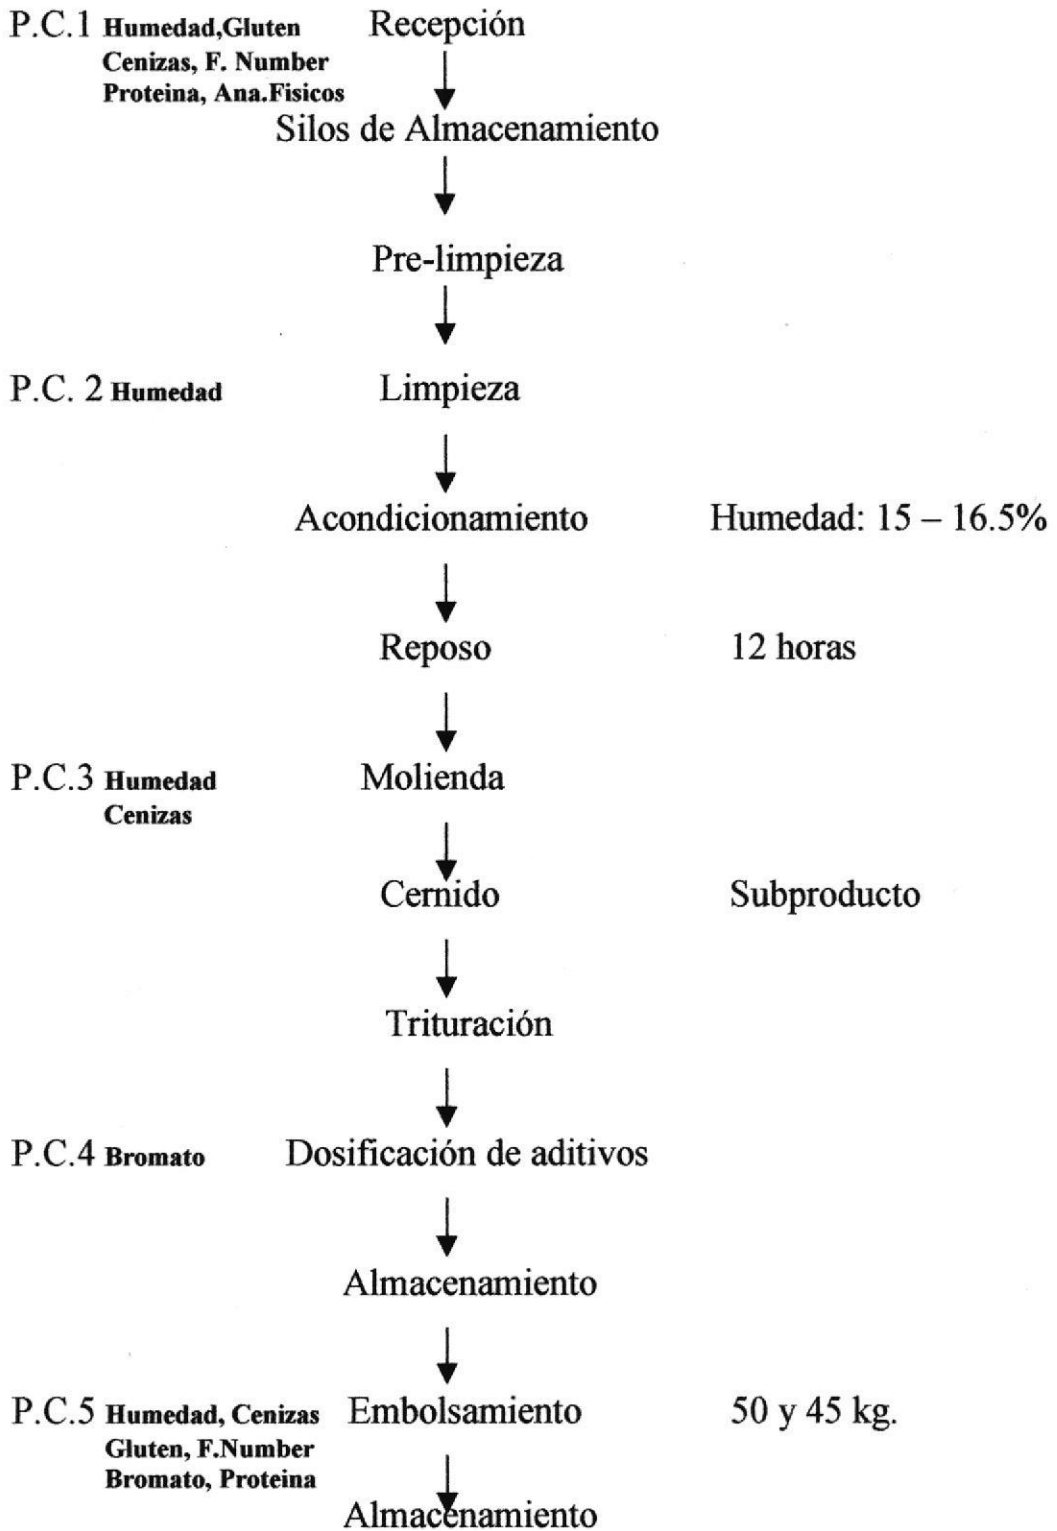 P.C.1 Humedad,Gluten Recepción
Cenizas, F. Number
Proteina, Ana.Fisicos
Silos de Almacenamiento
Pre-limpieza
P.C. 2 Humedad Limpieza
Acondicionamiento Humedad: 15 – 16.5%
Reposo 12 horas
P.C.3 Humedad Molienda
Cenizas
Cernido Subproducto
Trituración
P.C.4 Bromato Dosificación de aditivos
Almacenamiento
P.C.5 Humedad, Cenizas Embolsamiento 50 y 45 kg.
Gluten, F.Number
Bromato, Proteina
Almacenamiento